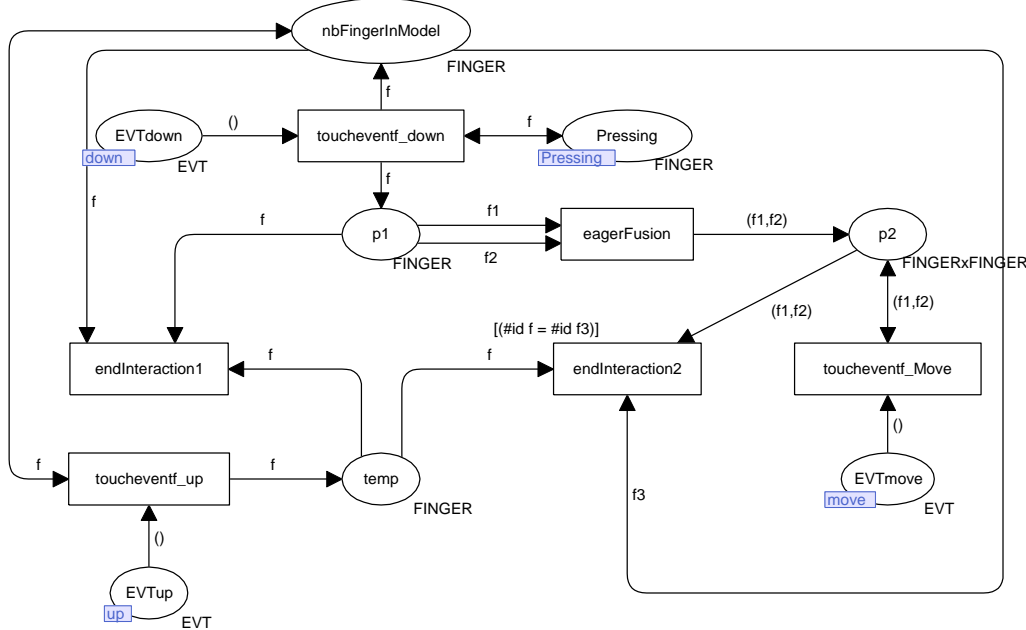 nbFingerInModel
FINGER
f
EVTdown
down
EVT
()
toucheventf_down
f
Pressing
Pressing
FINGER
f
f
f
p1
FINGER
f1
f2
eagerFusion
(f1,f2)
p2
FINGERxFINGER
(f1,f2)
(f1,f2)
[(#id f = #id f3)]
endInteraction1
f
f
endInteraction2
toucheventf_Move
()
f
toucheventf_up
f
temp
FINGER
f3
EVTmove
move
EVT
()
EVTup
up
EVT